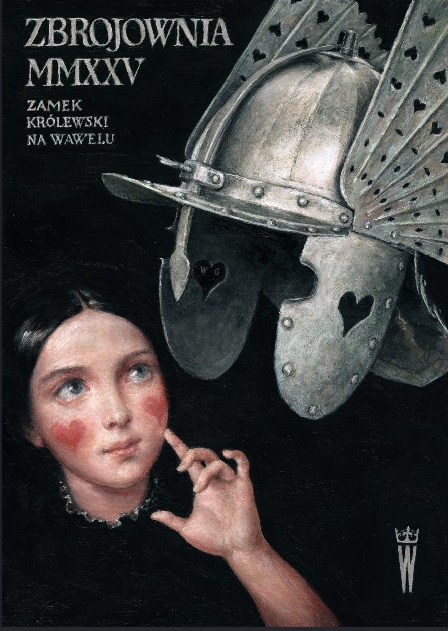 ZBROJOWNIA
MMXXV
ZAMEK
KRÓLEWSKI
NA WAWELU
W G
W